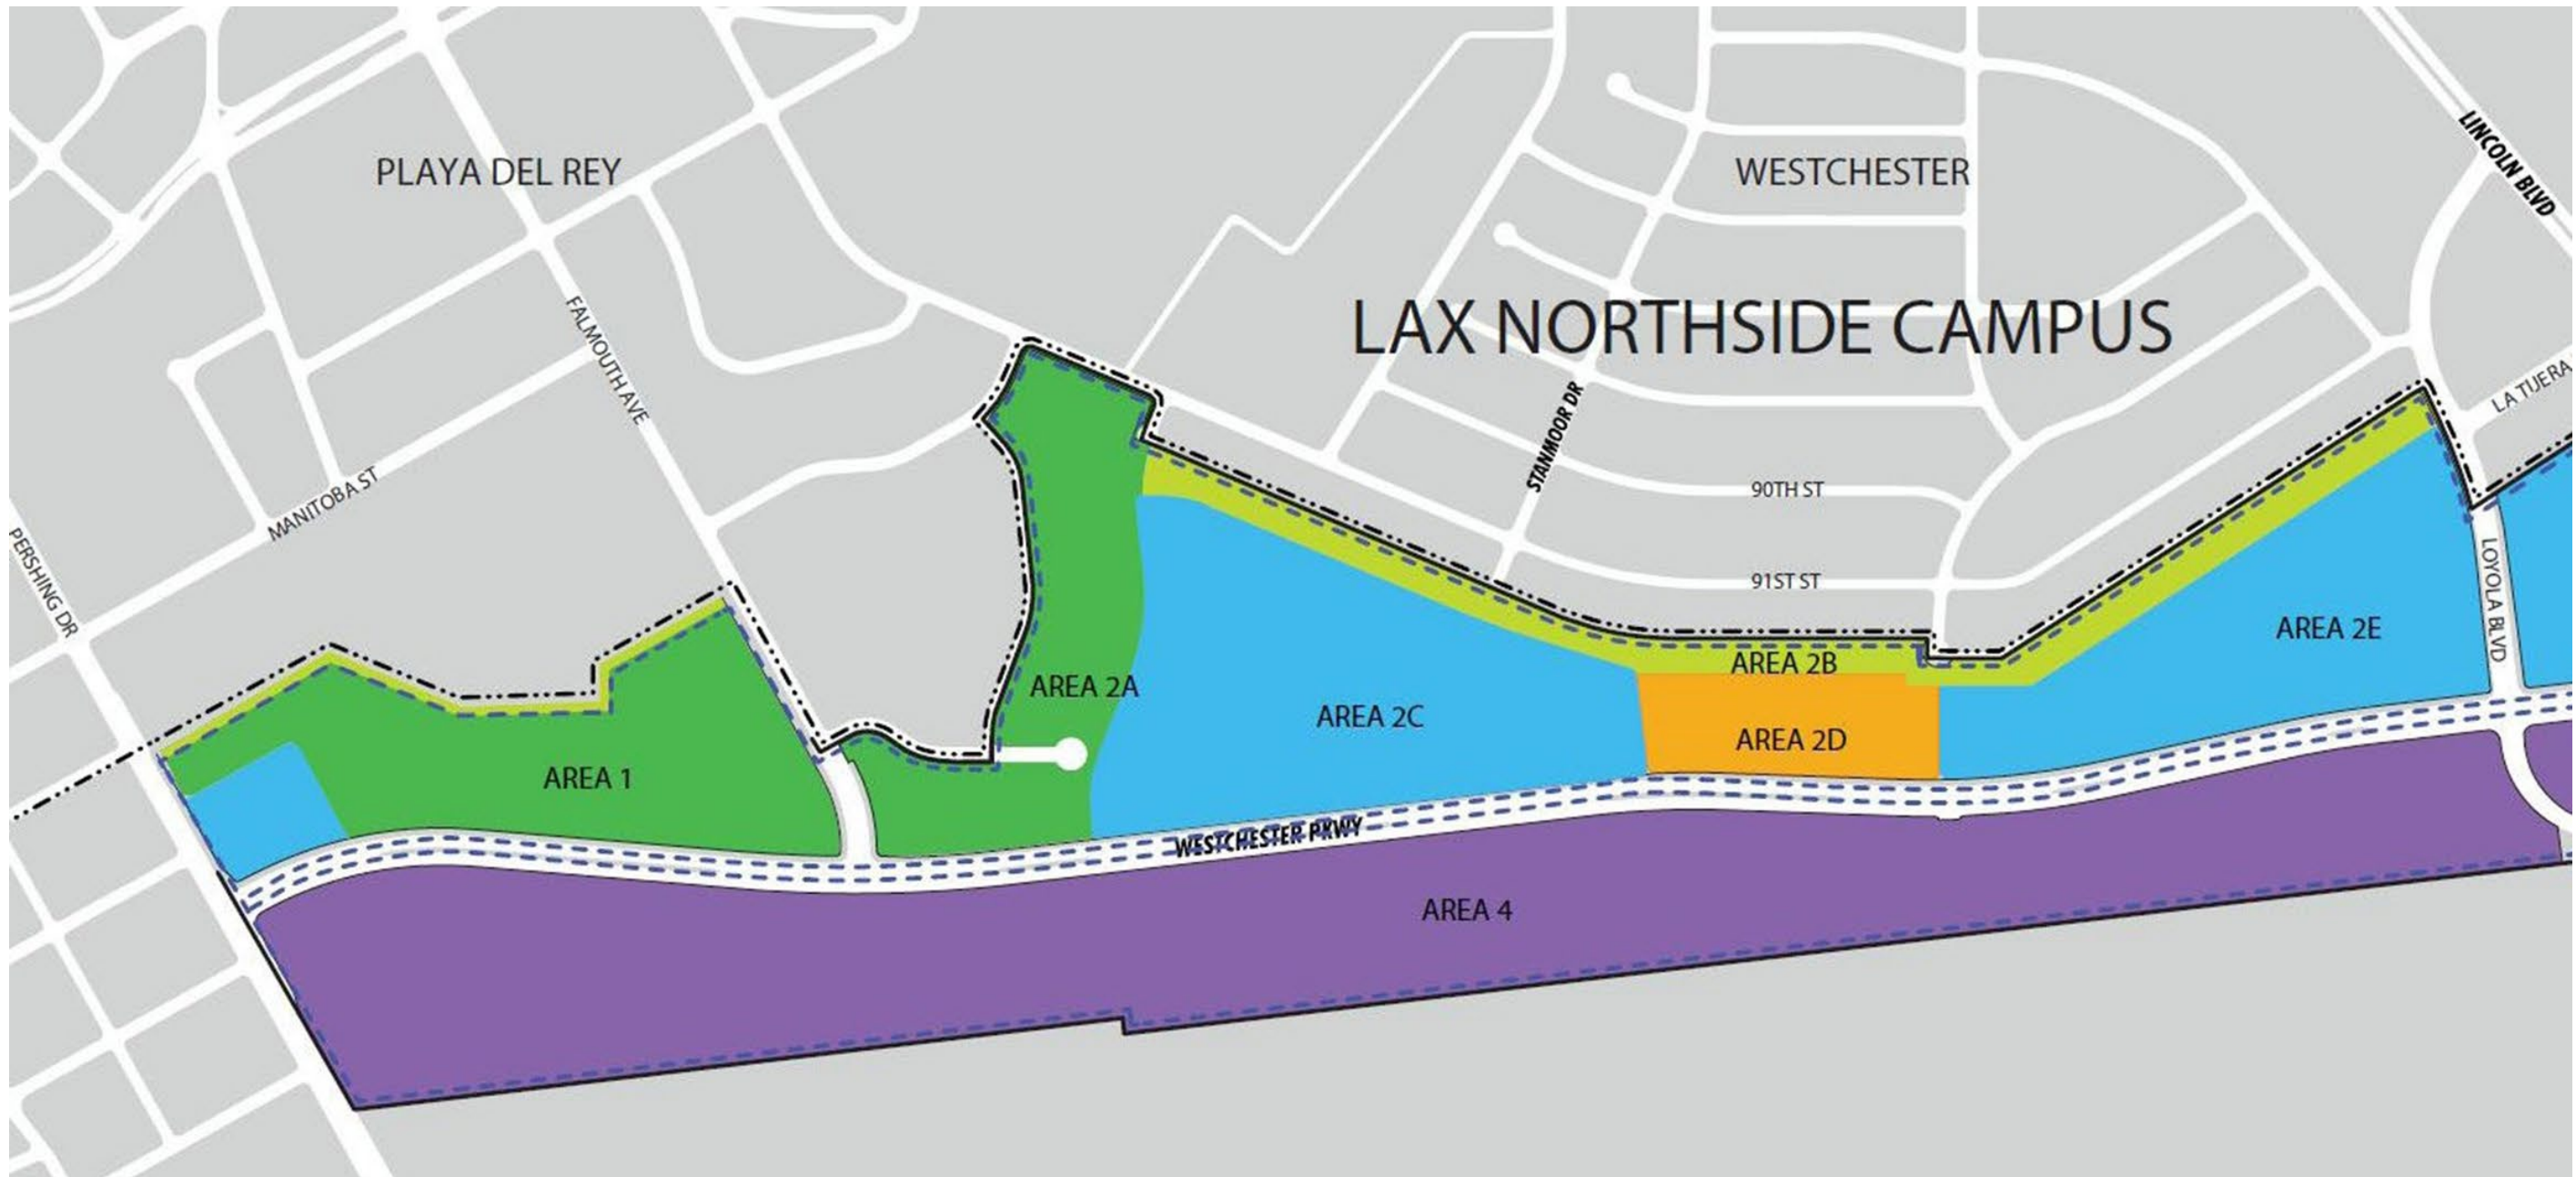 LINCOLN BLVD
PLAYA DEL REY
WESTCHESTER
LAX NORTHSIDE CAMPUS
FALMOUTH AVE
LA TIJERA
STANMOOR DR
MANITOBA ST
90TH ST
PERSHING DR
91ST ST
LOYOLA BLVD
AREA 2E
AREA 2B
AREA 2A
AREA 2C
AREA 2D
AREA 1
WESTCHESTER PKWY
AREA 4